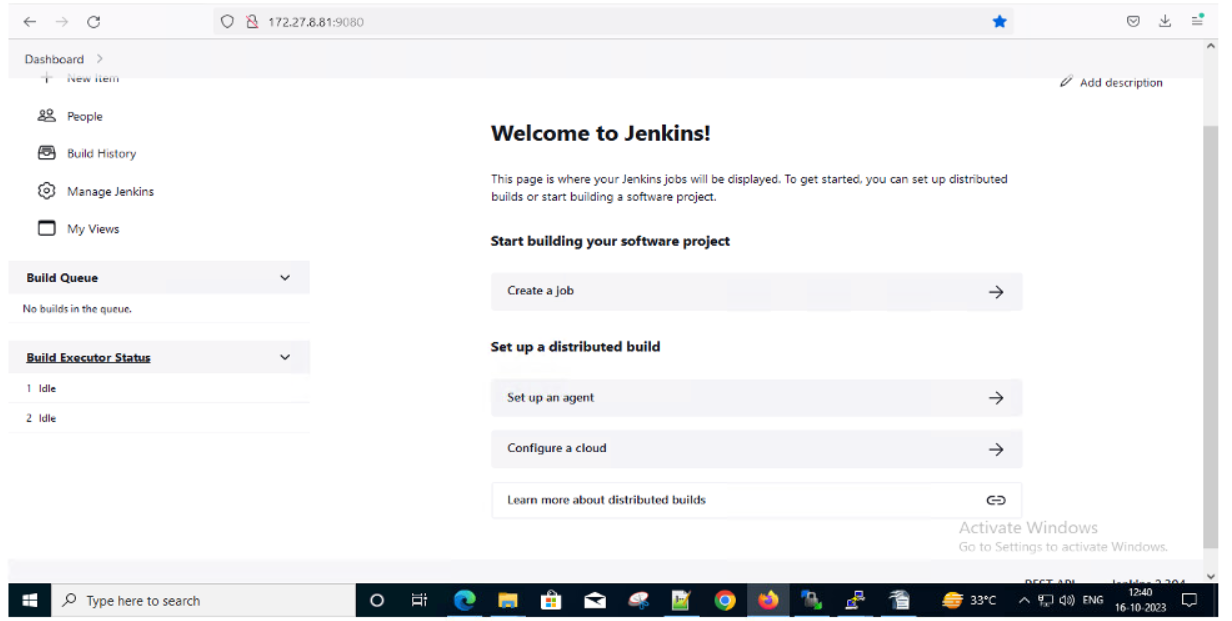 172.27.8.81:9080
Dashboard
New Item
Add description
People
Build History
Manage Jenkins
My Views
Build Queue
No builds in the queue.
Build Executor Status
1 Idle
2 Idle
Welcome to Jenkins!
This page is where your Jenkins jobs will be displayed. To get started, you can set up distributed
builds or start building a software project.
Start building your software project
Create a job
Set up a distributed build
Set up an agent
Configure a cloud
Learn more about distributed builds
Activate Windows
Go to Settings to activate Windows.
REST API Jenkins 2.394
Type here to search
33°C
ENG
12:40
16-10-2023